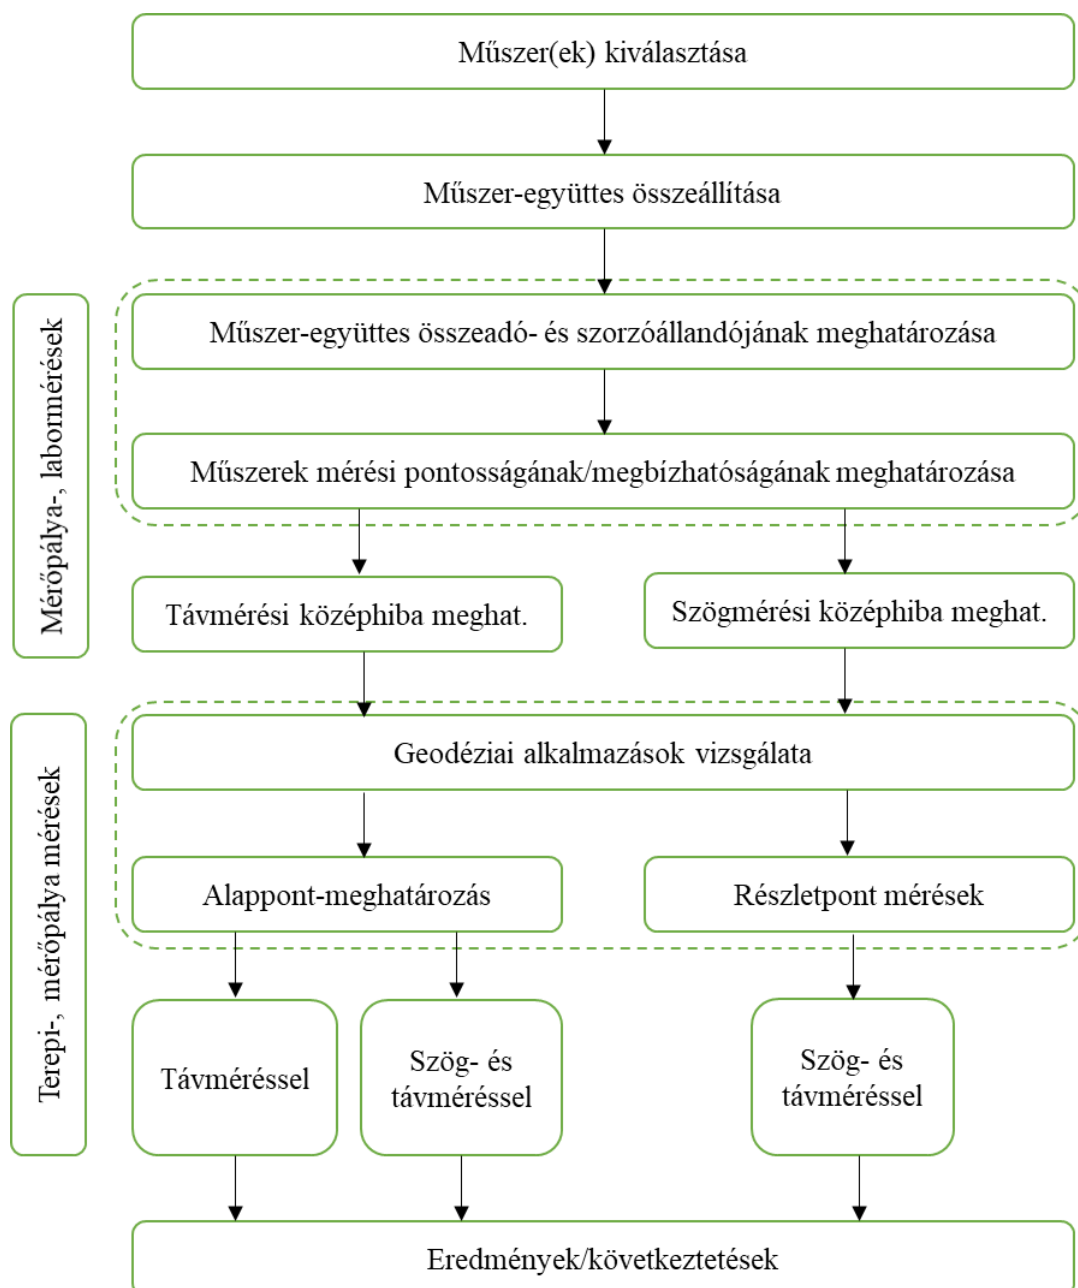 Műszer(ek) kiválasztása
Műszer-együttes összeállítása
Mérőpálya-, labormérések
Műszer-együttes összeadó- és szorzóállandójának meghatározása
Műszerek mérési pontosságának/megbízhatóságának meghatározása
Távmérési középhiba meghat.
Szögmérési középhiba meghat.
Terepi-, mérőpálya mérések
Geodéziai alkalmazások vizsgálata
Alappont-meghatározás
Részletpont mérések
Távméréssel
Szög- és
távméréssel
Szög- és
távméréssel
Eredmények/következtetések